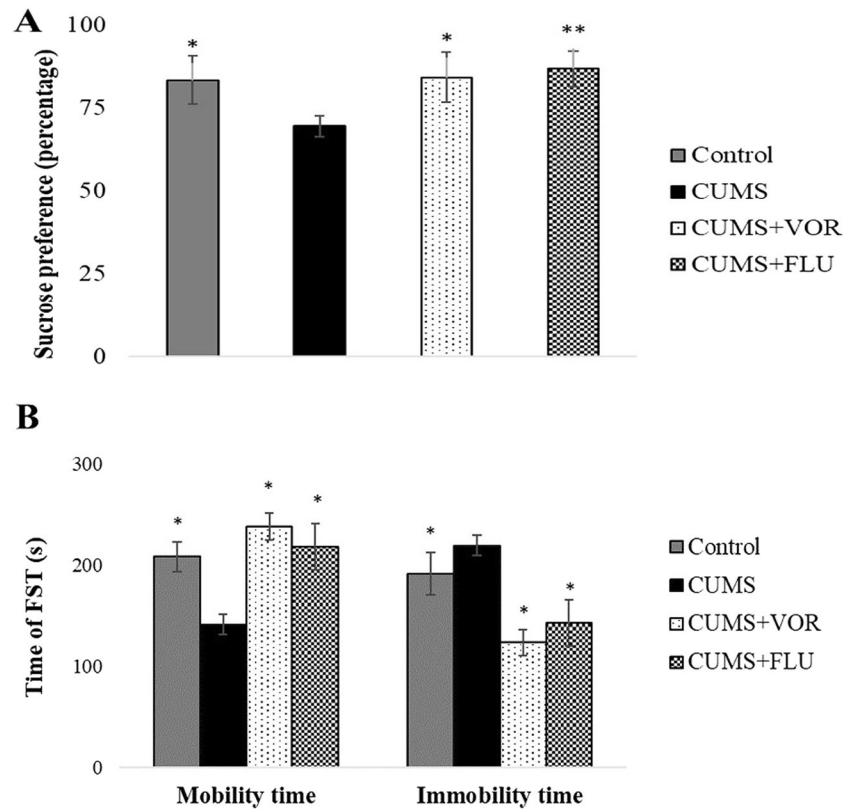 A
Sucrose preference (percentage)
100
75
50
25
0
*
*
**
Control
CUMS
CUMS+VOR
CUMS+FLU
B
Time of FST (s)
300
200
100
0
*
*
*
*
*
*
Mobility time
Immobility time
Control
CUMS
CUMS+VOR
CUMS+FLU